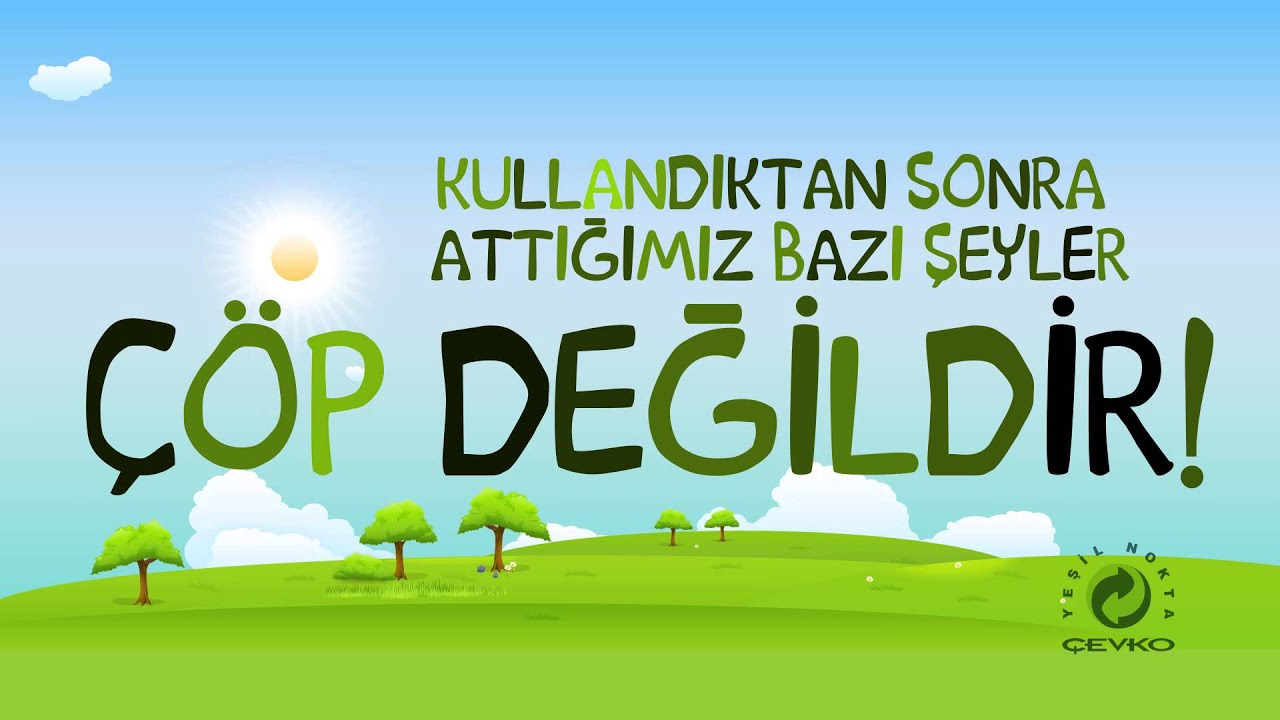 KULLANDIKTAN SONRA
ATTIĞIMIZ BAZI ŞEYLER
ÇÖP DEĞİLDİR!
YEŞİL NOKTA
ÇEVKO